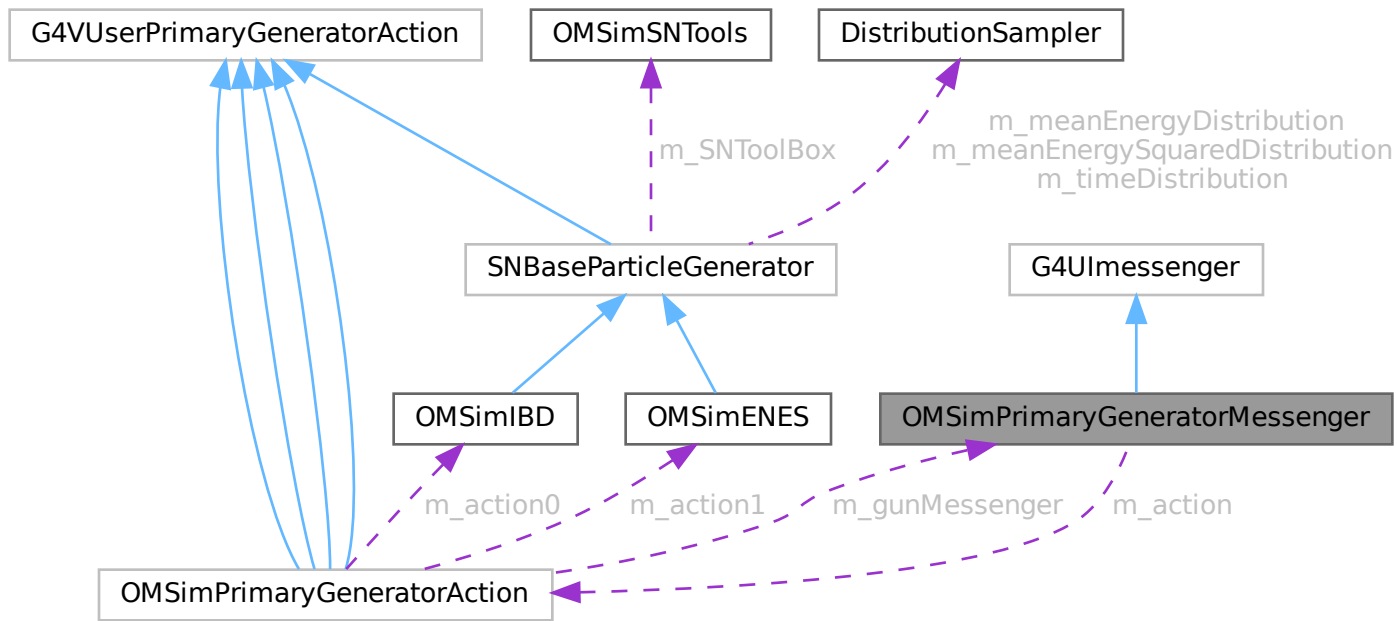 G4VUserPrimaryGeneratorAction
OMSimSNTools
DistributionSampler
m_SNToolBox
m_meanEnergyDistribution
m_meanEnergySquaredDistribution
m_timeDistribution
SNBaseParticleGenerator
G4UImessenger
OMSimIBD
OMSimENES
OMSimPrimaryGeneratorMessenger
m_action0
m_action1
m_gunMessenger
m_action
OMSimPrimaryGeneratorAction